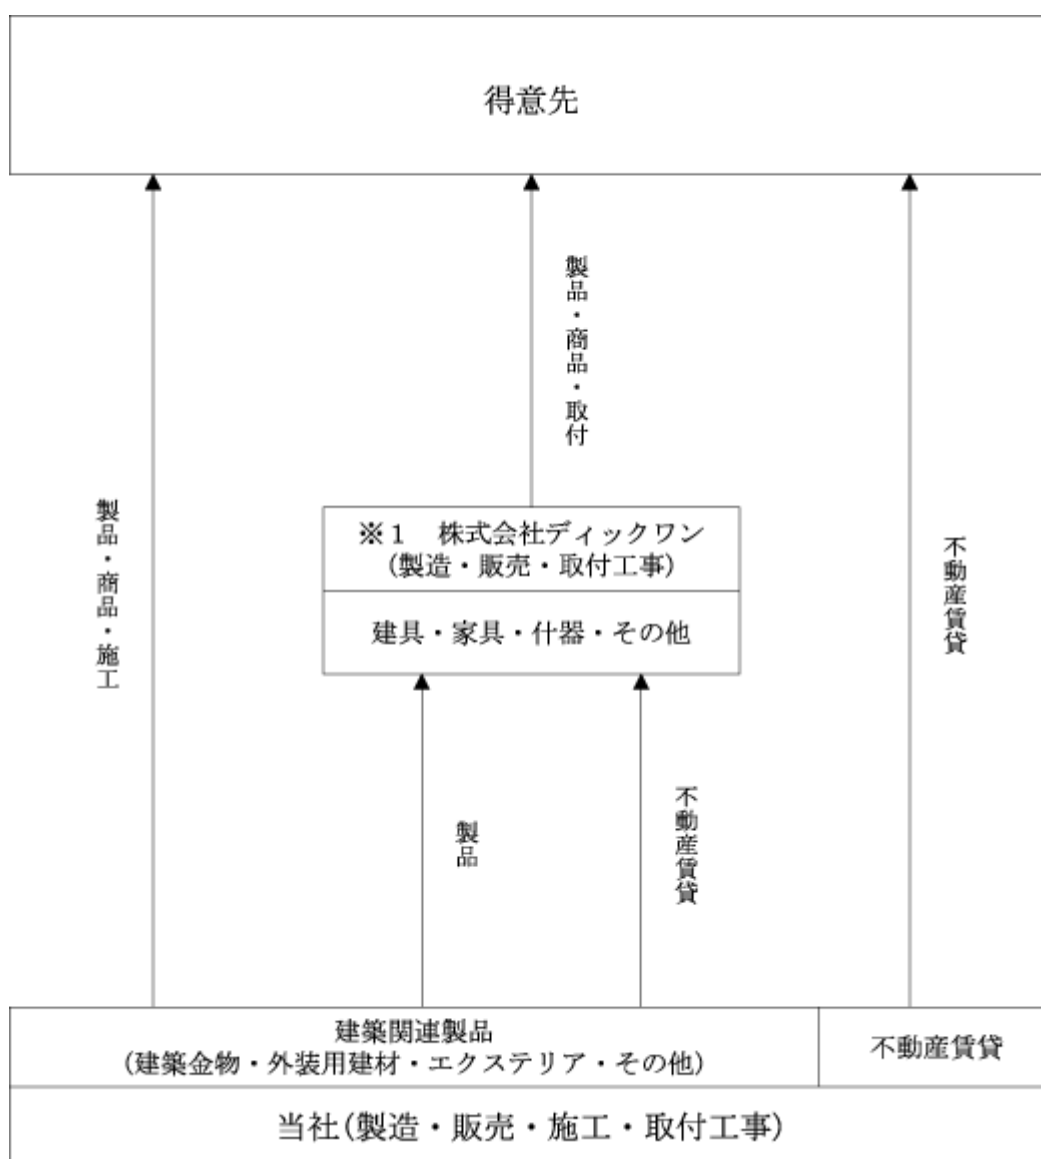 得意先
製品・商品・取付
製品・商品・施工
※１　株式会社ディックワン
(製造・販売・取付工事)
建具・家具・什器・その他
不動産賃貸
製品
不動産賃貸
建築関連製品
(建築金物・外装用建材・エクステリア・その他)
不動産賃貸
当社(製造・販売・施工・取付工事)